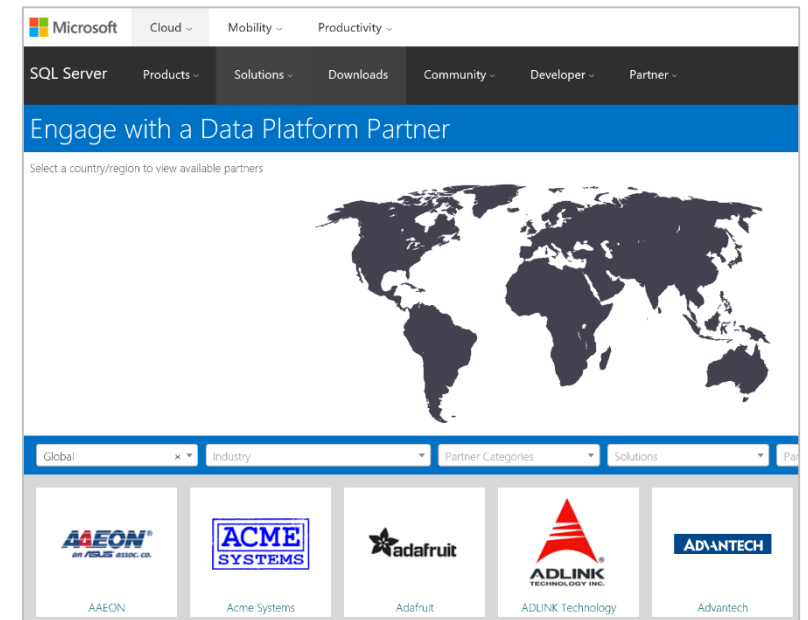 Microsoft Cloud Mobility Productivity
SQL Server Products Solutions Downloads Community Developer Partner
Engage with a Data Platform Partner
Select a country/region to view available partners
Global × Industry Partner Categories Solutions Par
AAEON®
an ASUS assoc. co.
ACME
SYSTEMS
adafruit
ADLINK
TECHNOLOGY INC.
ADVANTECH
AAEON Acme Systems Adafruit ADLINK Technology Advantech